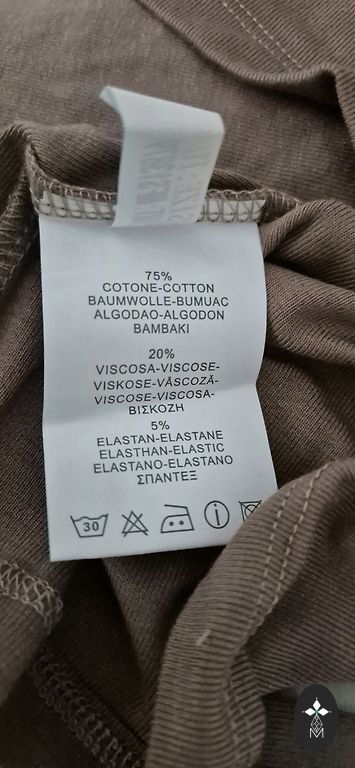 75%
COTONE-COTTON
BAUMWOLLE-BUMUAC
ALGODAO-ALGODON
BAMBAKI
20%
VISCOSA-VISCOSE-
VISKOSE-VÂSCOZÂ-
VISCOSE-VISCOSA-
ΒΙΣΚΟΖΗ
5%
ELASTAN-ELASTANE
ELASTHAN-ELASTIC
ELASTANO-ELASTANO
ΣΠΑΝΤΕΞ
30
M